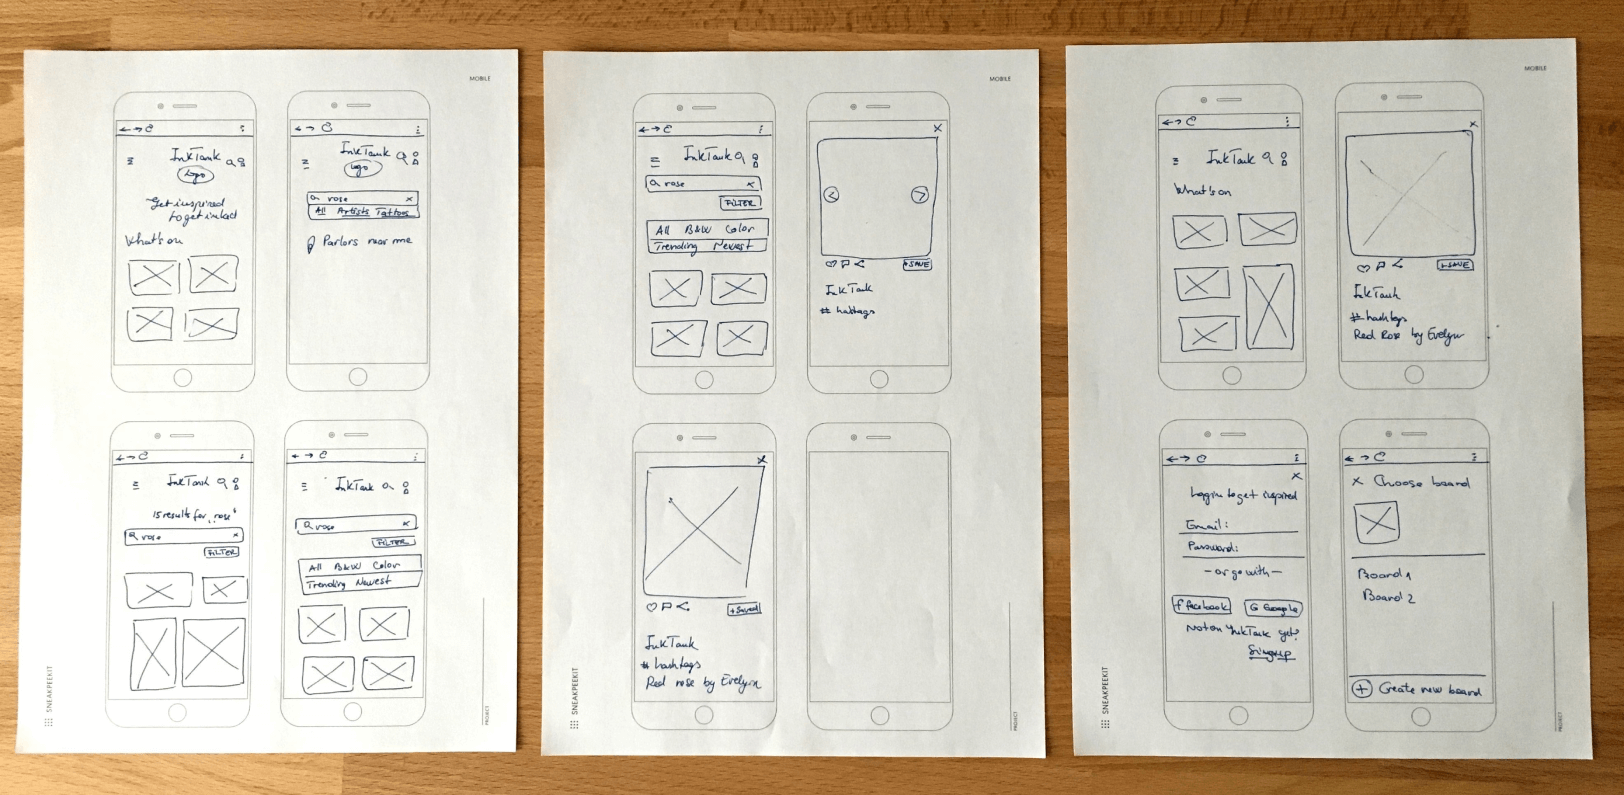 MOBILE
InkTank
Logo
Get inspired
to get inked
What's on
InkTank
Logo
rose x
All Artists Tattoos
Parlors near me
InkTank
15 results for "rose"
rose x
FILTER
InkTank
rose x
FILTER
All B&W Color
Trending Newest
SNEAKPEEKIT
PROJECT
MOBILE
InkTank
rose x
FILTER
All B&W Color
Trending Newest
x
+ SAVE
InkTank
# hashtags
x
+ Saved
InkTank
# hashtags
Red rose by Evelyn
SNEAKPEEKIT
PROJECT
MOBILE
InkTank
What's on
x
+ SAVE
InkTank
# hashtags
Red Rose by Evelyn
x
Login to get inspired
Email:
Password:
- or go with -
f facebook G Google
Not on InkTank yet?
Sign up
x Choose board
Board 1
Board 2
+ Create new board
SNEAKPEEKIT
PROJECT